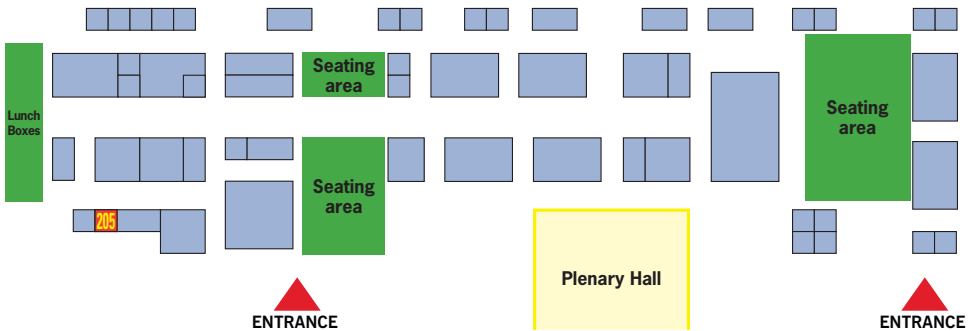 Seating
area
Lunch
Boxes
Seating
area
Seating
area
205
Plenary Hall
ENTRANCE
ENTRANCE